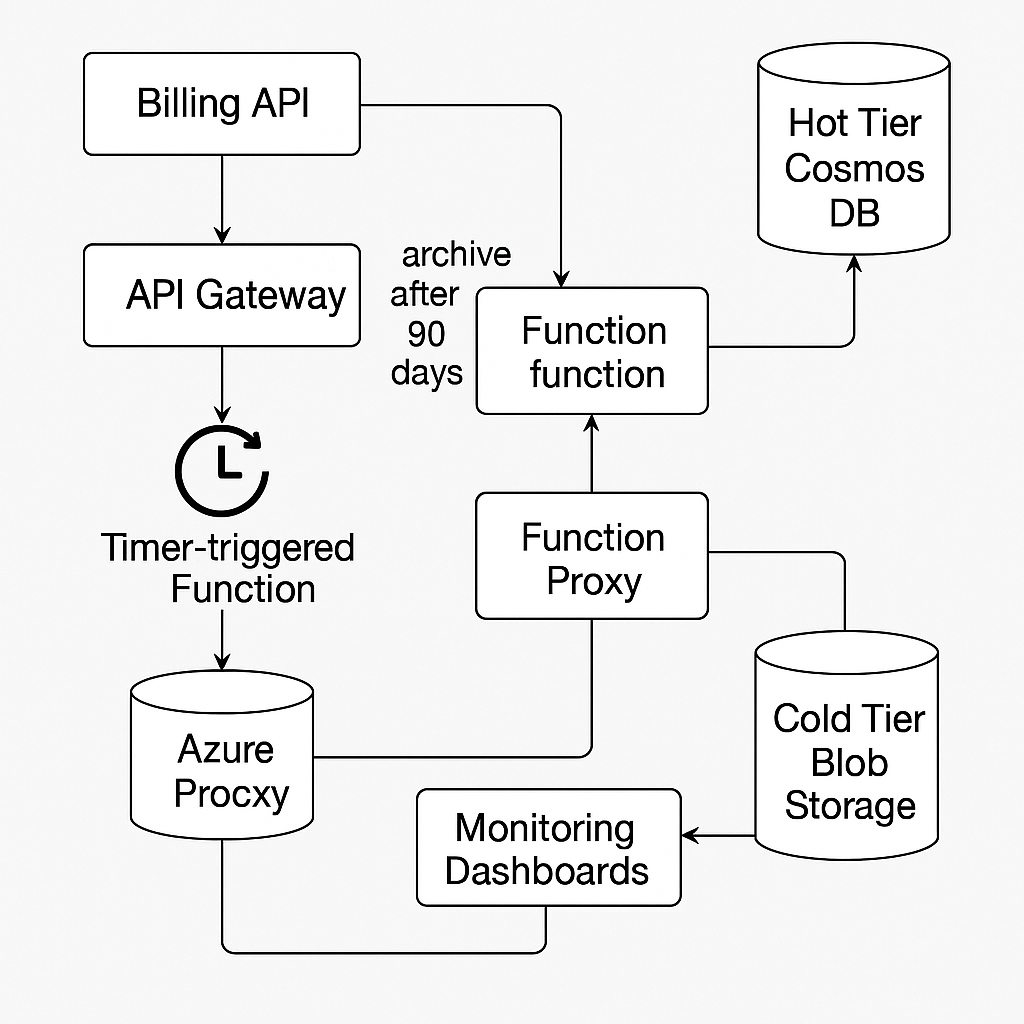 Billing API
Hot Tier
Cosmos
DB
API Gateway
archive
after
90
days
Function
function
Timer-triggered
Function
Function
Proxy
Azure
Procxy
Cold Tier
Blob
Storage
Monitoring
Dashboards